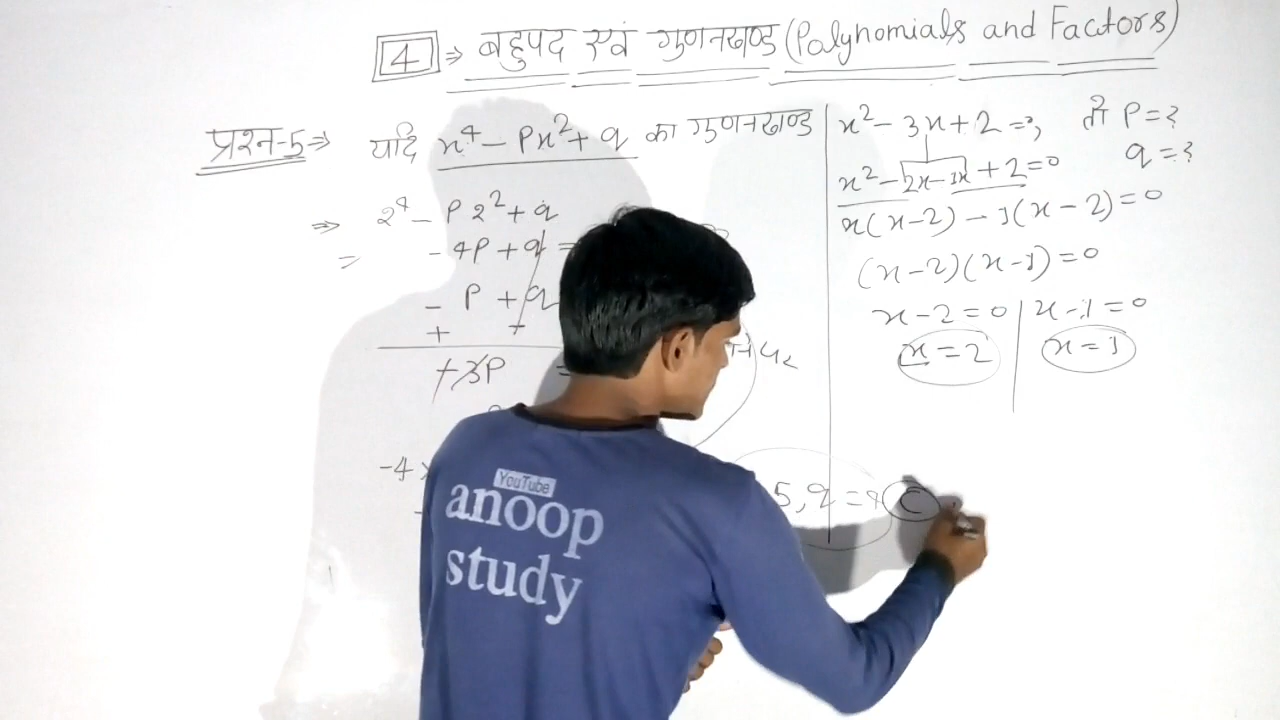 4 ⇒ बहुपद एवं गुणनखण्ड (Polynomials and Factors)
प्रश्न-5 ⇒ यदि x⁴ - Px² + q का गुणनखण्ड x² - 3x + 2 = , तो P = ?
q = ?
⇒ 2⁴ - P2² + q
= - 4P + q =
- P + q
+ -
+3P =
-4
x² - 2x - 1x + 2 = 0
x(x-2) - 1(x-2) = 0
(x-2)(x-1) = 0
x-2 = 0 | x-1 = 0
x = 2 | x = 1
5, q = 4 C
YouTube
anoop
study